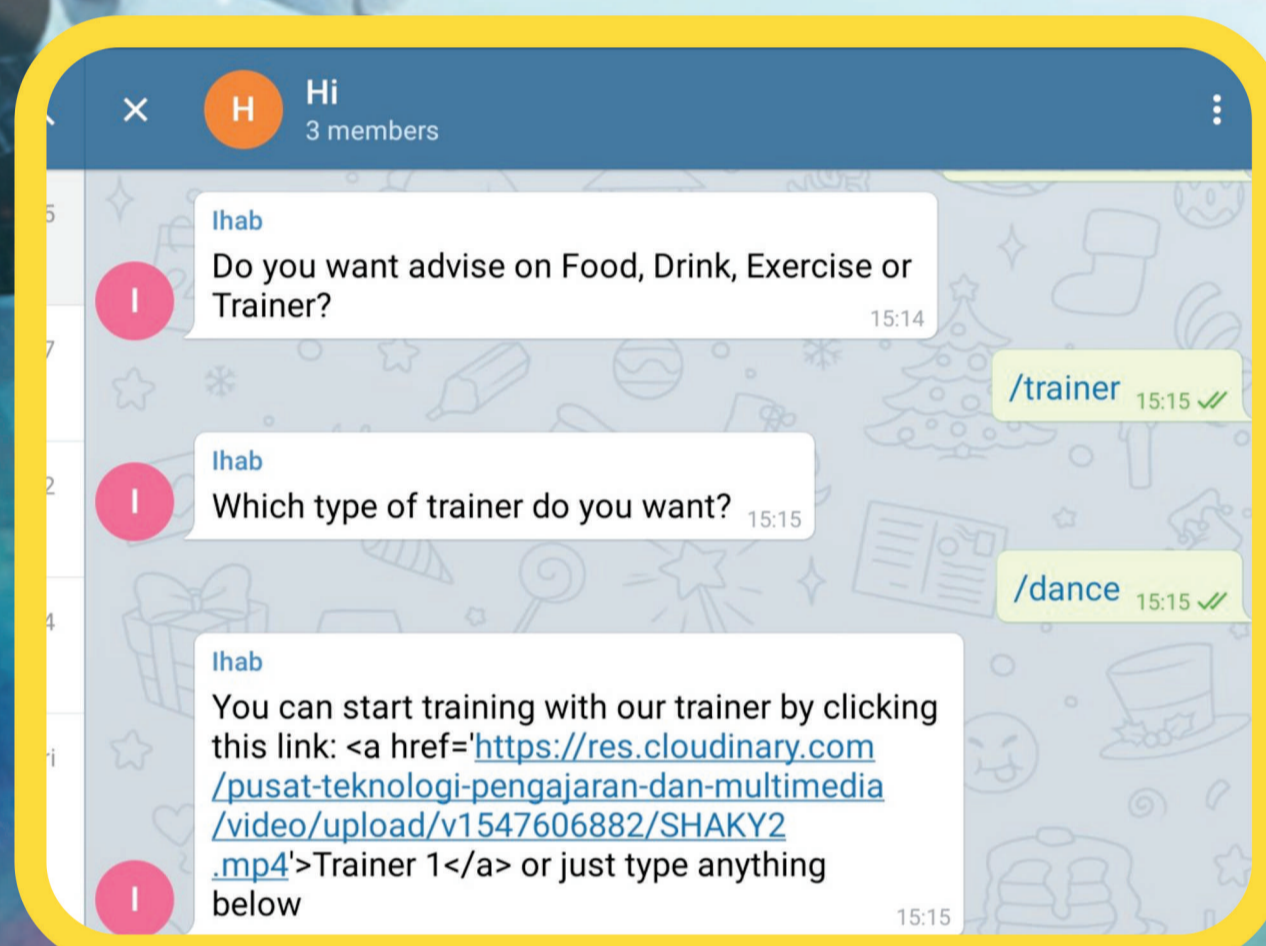 H
Hi
3 members
Ihab
Do you want advise on Food, Drink, Exercise or
Trainer?
15:14
I
/trainer 15:15
Ihab
Which type of trainer do you want? 15:15
I
/dance 15:15
Ihab
You can start training with our trainer by clicking
this link: <a href='https://res.cloudinary.com
/pusat-teknologi-pengajaran-dan-multimedia
/video/upload/v1547606882/SHAKY2
.mp4'>Trainer 1</a> or just type anything
below
15:15
I